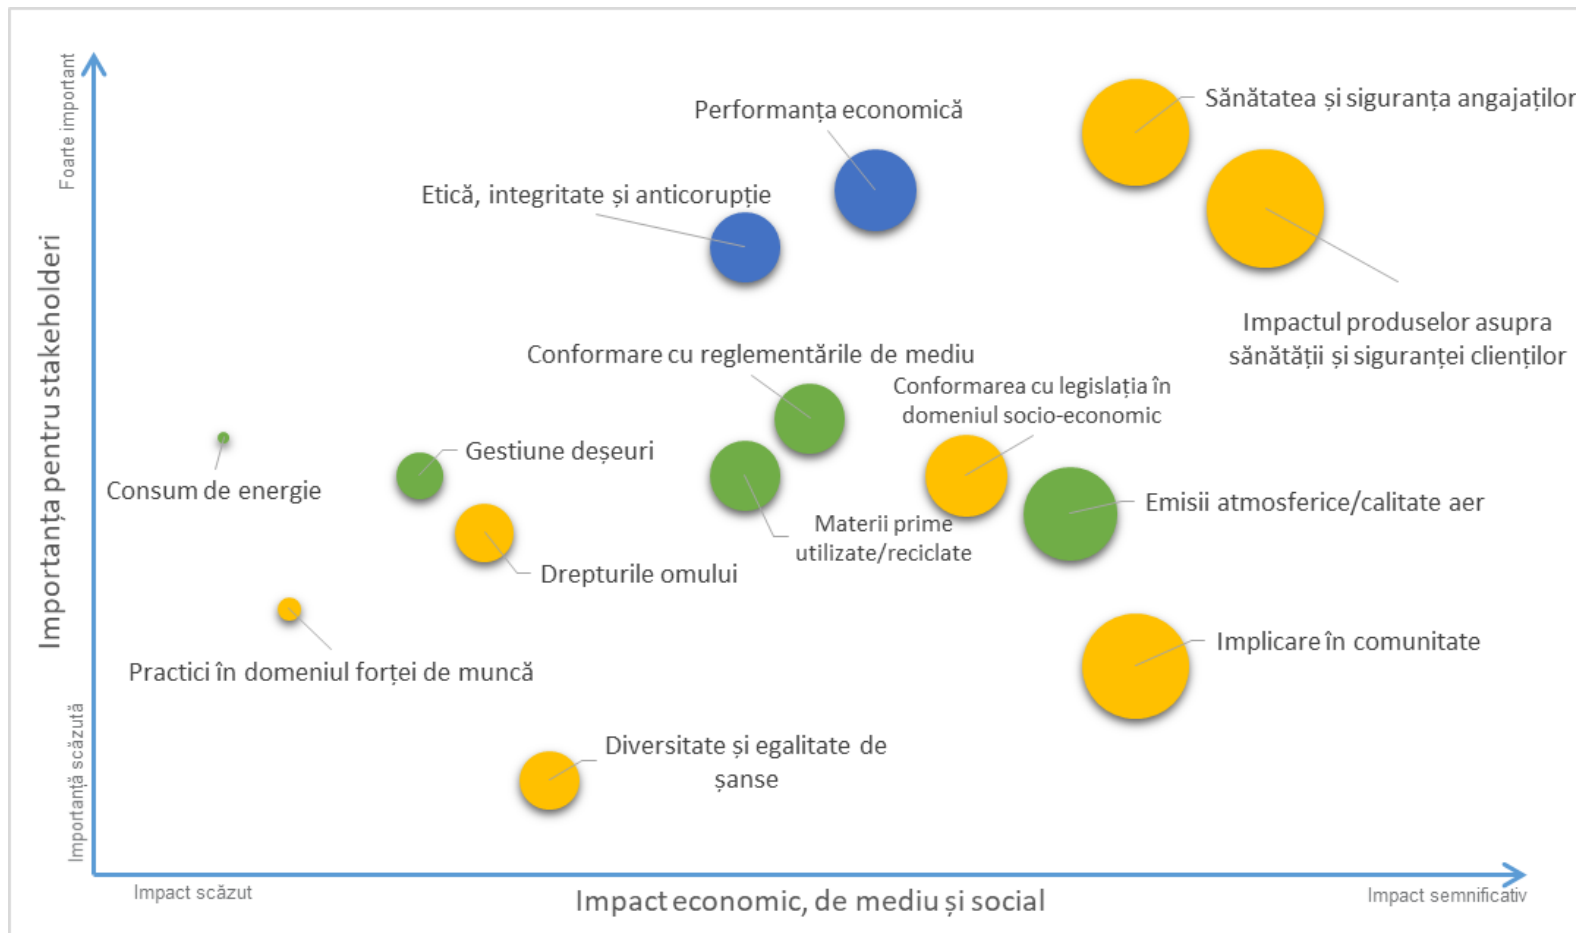 Foarte important
Importanța pentru stakeholderi
Importanță scăzută
Sănătatea și siguranța angajaților
Performanța economică
Etică, integritate și anticorupție
Impactul produselor asupra
sănătății și siguranței clienților
Conformare cu reglementările de mediu
Conformarea cu legislația în
domeniul socio-economic
Gestiune deșeuri
Consum de energie
Emisii atmosferice/calitate aer
Materii prime
utilizate/reciclate
Drepturile omului
Implicare în comunitate
Practici în domeniul forței de muncă
Diversitate și egalitate de
șanse
Impact scăzut
Impact economic, de mediu și social
Impact semnificativ